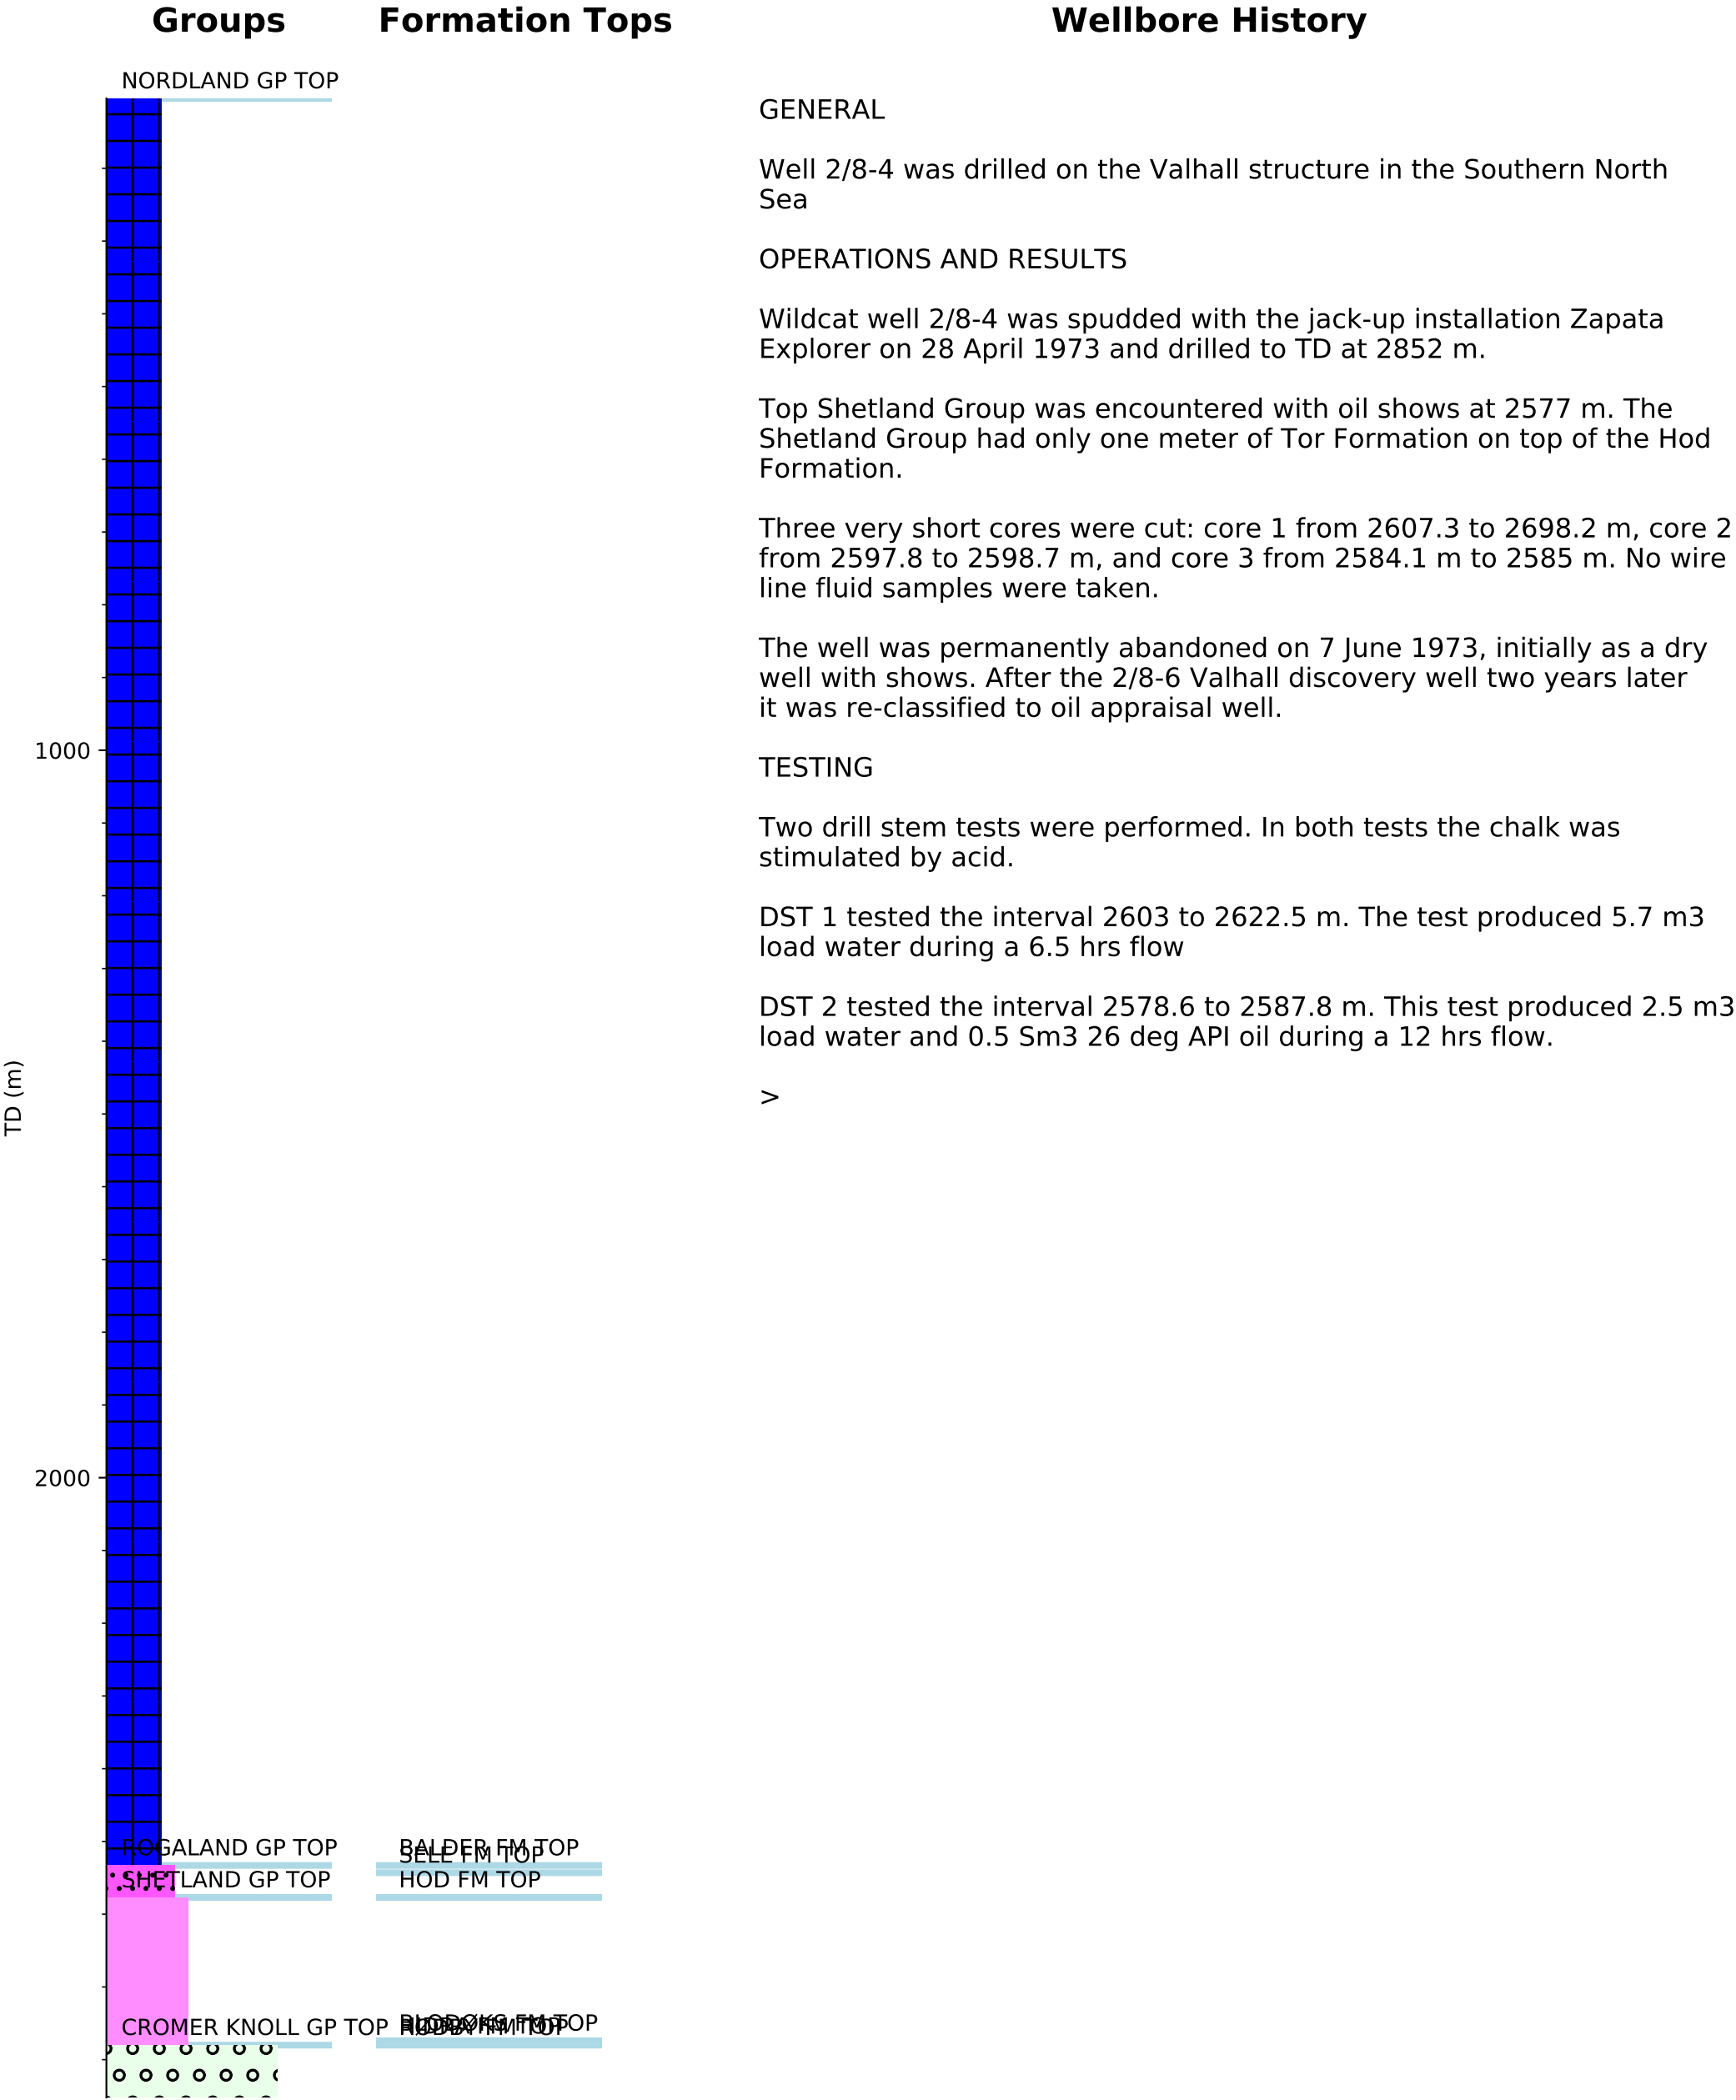 Groups
Formation Tops
Wellbore History
NORDLAND GP TOP
GENERAL
Well 2/8-4 was drilled on the Valhall structure in the Southern North
Sea
OPERATIONS AND RESULTS
Wildcat well 2/8-4 was spudded with the jack-up installation Zapata
Explorer on 28 April 1973 and drilled to TD at 2852 m.
Top Shetland Group was encountered with oil shows at 2577 m. The
Shetland Group had only one meter of Tor Formation on top of the Hod
Formation.
Three very short cores were cut: core 1 from 2607.3 to 2698.2 m, core 2
from 2597.8 to 2598.7 m, and core 3 from 2584.1 m to 2585 m. No wire
line fluid samples were taken.
The well was permanently abandoned on 7 June 1973, initially as a dry
well with shows. After the 2/8-6 Valhall discovery well two years later
it was re-classified to oil appraisal well.
1000
TESTING
Two drill stem tests were performed. In both tests the chalk was
stimulated by acid.
DST 1 tested the interval 2603 to 2622.5 m. The test produced 5.7 m3
load water during a 6.5 hrs flow
DST 2 tested the interval 2578.6 to 2587.8 m. This test produced 2.5 m3
load water and 0.5 Sm3 26 deg API oil during a 12 hrs flow.
>
TD (m)
2000
ROGALAND GP TOP
BALDER FM TOP
SELE FM TOP
SHETLAND GP TOP
HOD FM TOP
BLODØKS FM TOP
CROMER KNOLL GP TOP
FM TOP